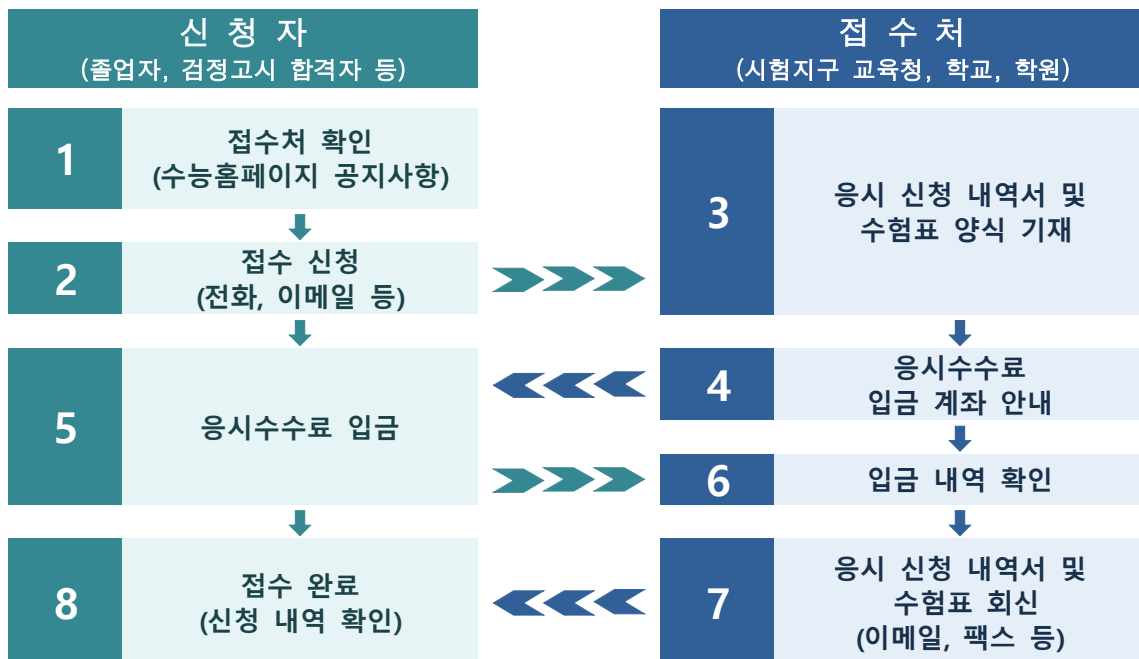 신 청 자
(졸업자, 검정고시 합격자 등)
접 수 처
(시험지구 교육청, 학교, 학원)
1
접수처 확인
(수능홈페이지 공지사항)
2
접수 신청
(전화, 이메일 등)
3
응시 신청 내역서 및
수험표 양식 기재
4
응시수수료
입금 계좌 안내
5
응시수수료 입금
6
입금 내역 확인
7
응시 신청 내역서 및
수험표 회신
(이메일, 팩스 등)
8
접수 완료
(신청 내역 확인)